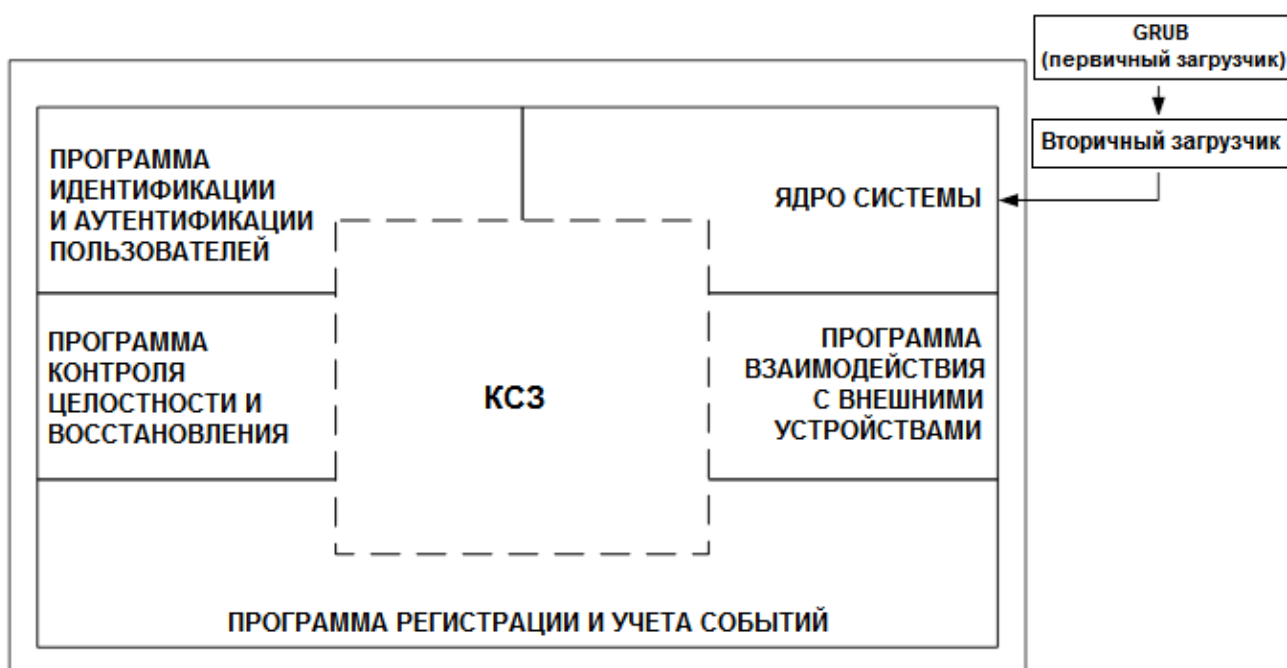 GRUB
(первичный загрузчик)
Вторичный загрузчик
ПРОГРАММА
ИДЕНТИФИКАЦИИ
И АУТЕНТИФИКАЦИИ
ПОЛЬЗОВАТЕЛЕЙ
ЯДРО СИСТЕМЫ
ПРОГРАММА
КОНТРОЛЯ
ЦЕЛОСТНОСТИ И
ВОССТАНОВЛЕНИЯ
КСЗ
ПРОГРАММА
ВЗАИМОДЕЙСТВИЯ
С ВНЕШНИМИ
УСТРОЙСТВАМИ
ПРОГРАММА РЕГИСТРАЦИИ И УЧЕТА СОБЫТИЙ